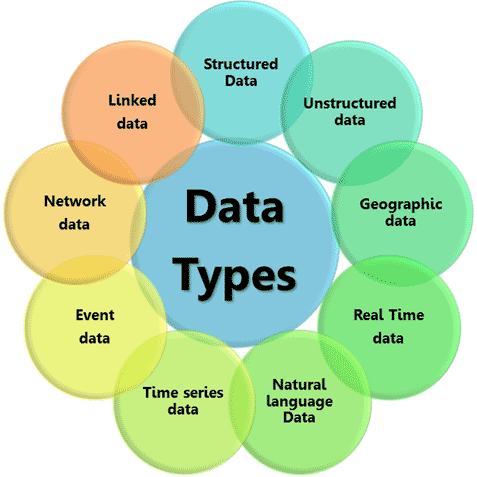 Data
Types
Structured
Data
Unstructured
data
Geographic
data
Real Time
data
Natural
language
Data
Time series
data
Event
data
Network
data
Linked
data